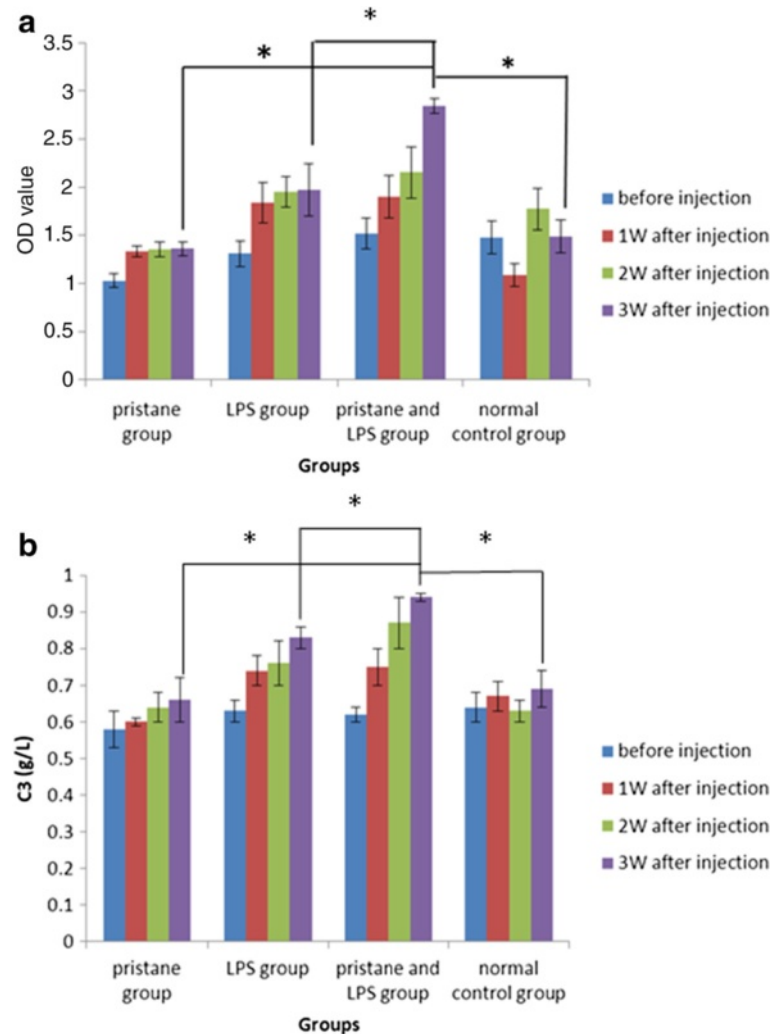 a
*
*
*
3.5
3
2.5
2
1.5
1
0.5
0
OD value
pristane group
LPS group
pristane and LPS group
normal control group
Groups
before injection
1W after injection
2W after injection
3W after injection
b
*
*
*
1
0.9
0.8
0.7
0.6
0.5
0.4
0.3
0.2
0.1
0
C3 (g/L)
pristane group
LPS group
pristane and LPS group
normal control group
Groups
before injection
1W after injection
2W after injection
3W after injection